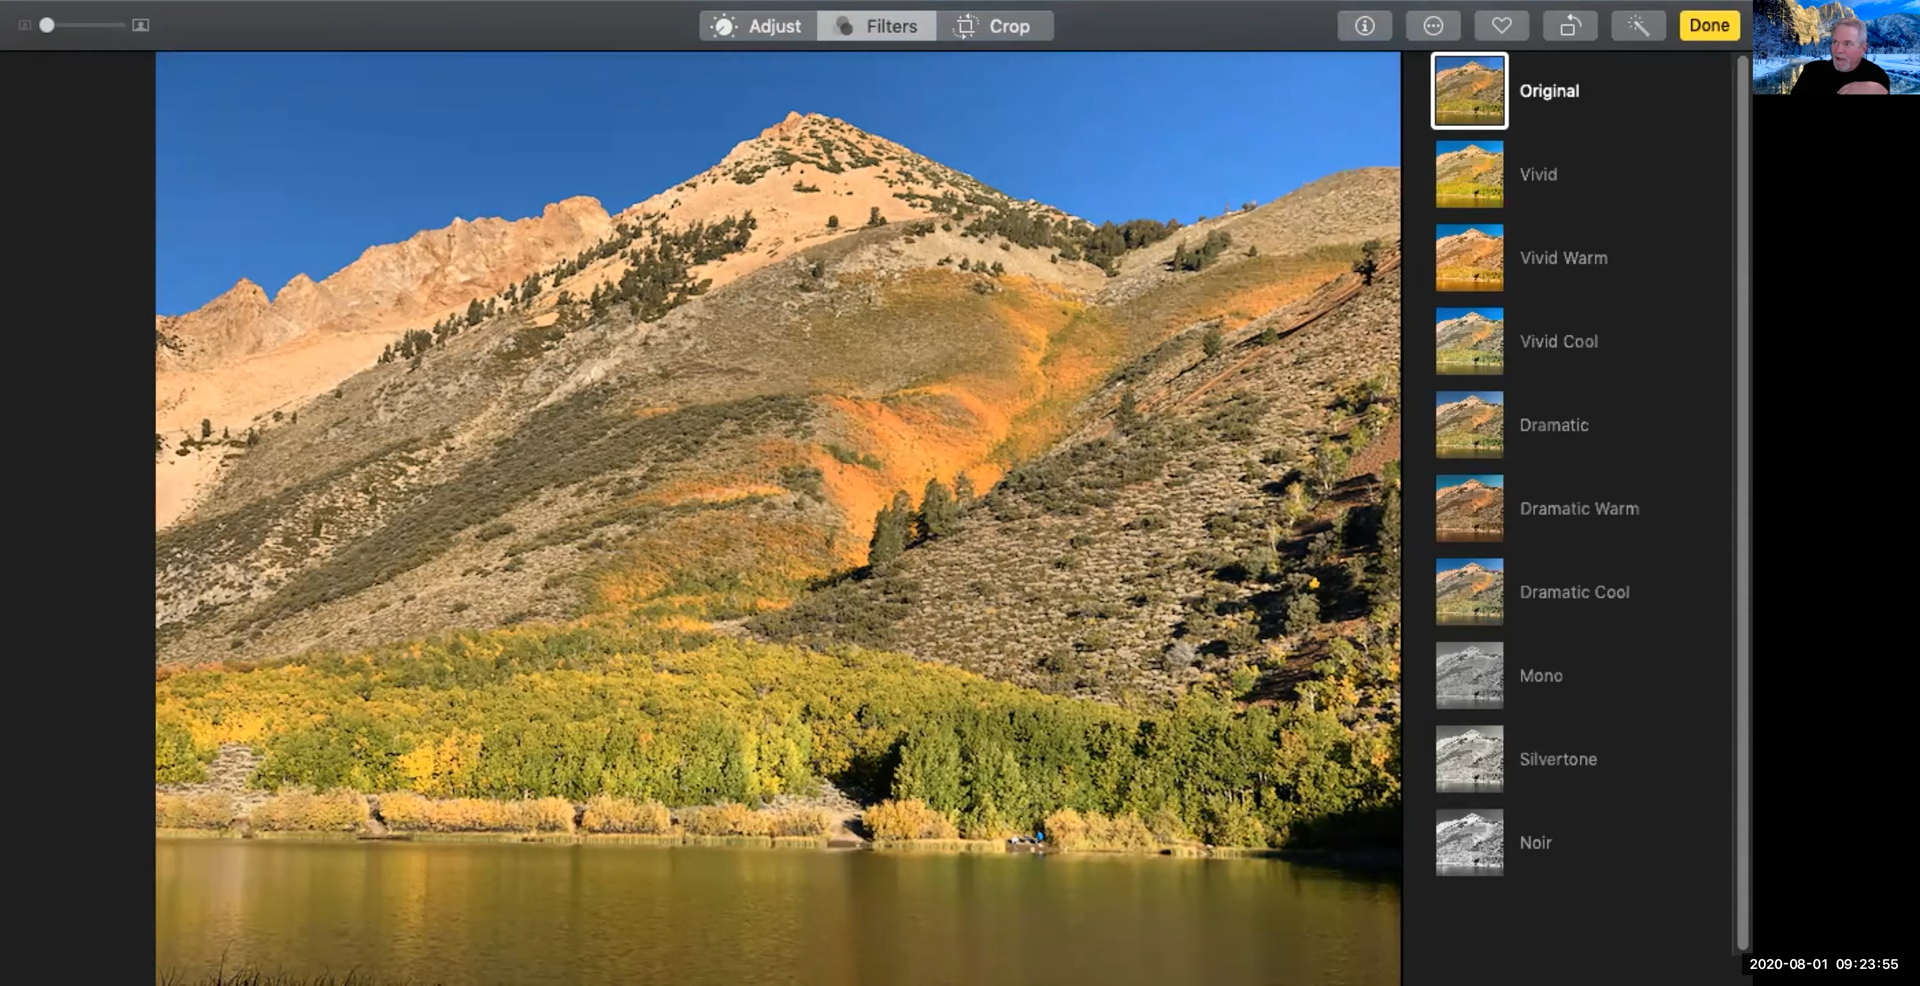 Adjust
Filters
Crop
Done
Original
Vivid
Vivid Warm
Vivid Cool
Dramatic
Dramatic Warm
Dramatic Cool
Mono
Silvertone
Noir
2020-08-01 09:23:55